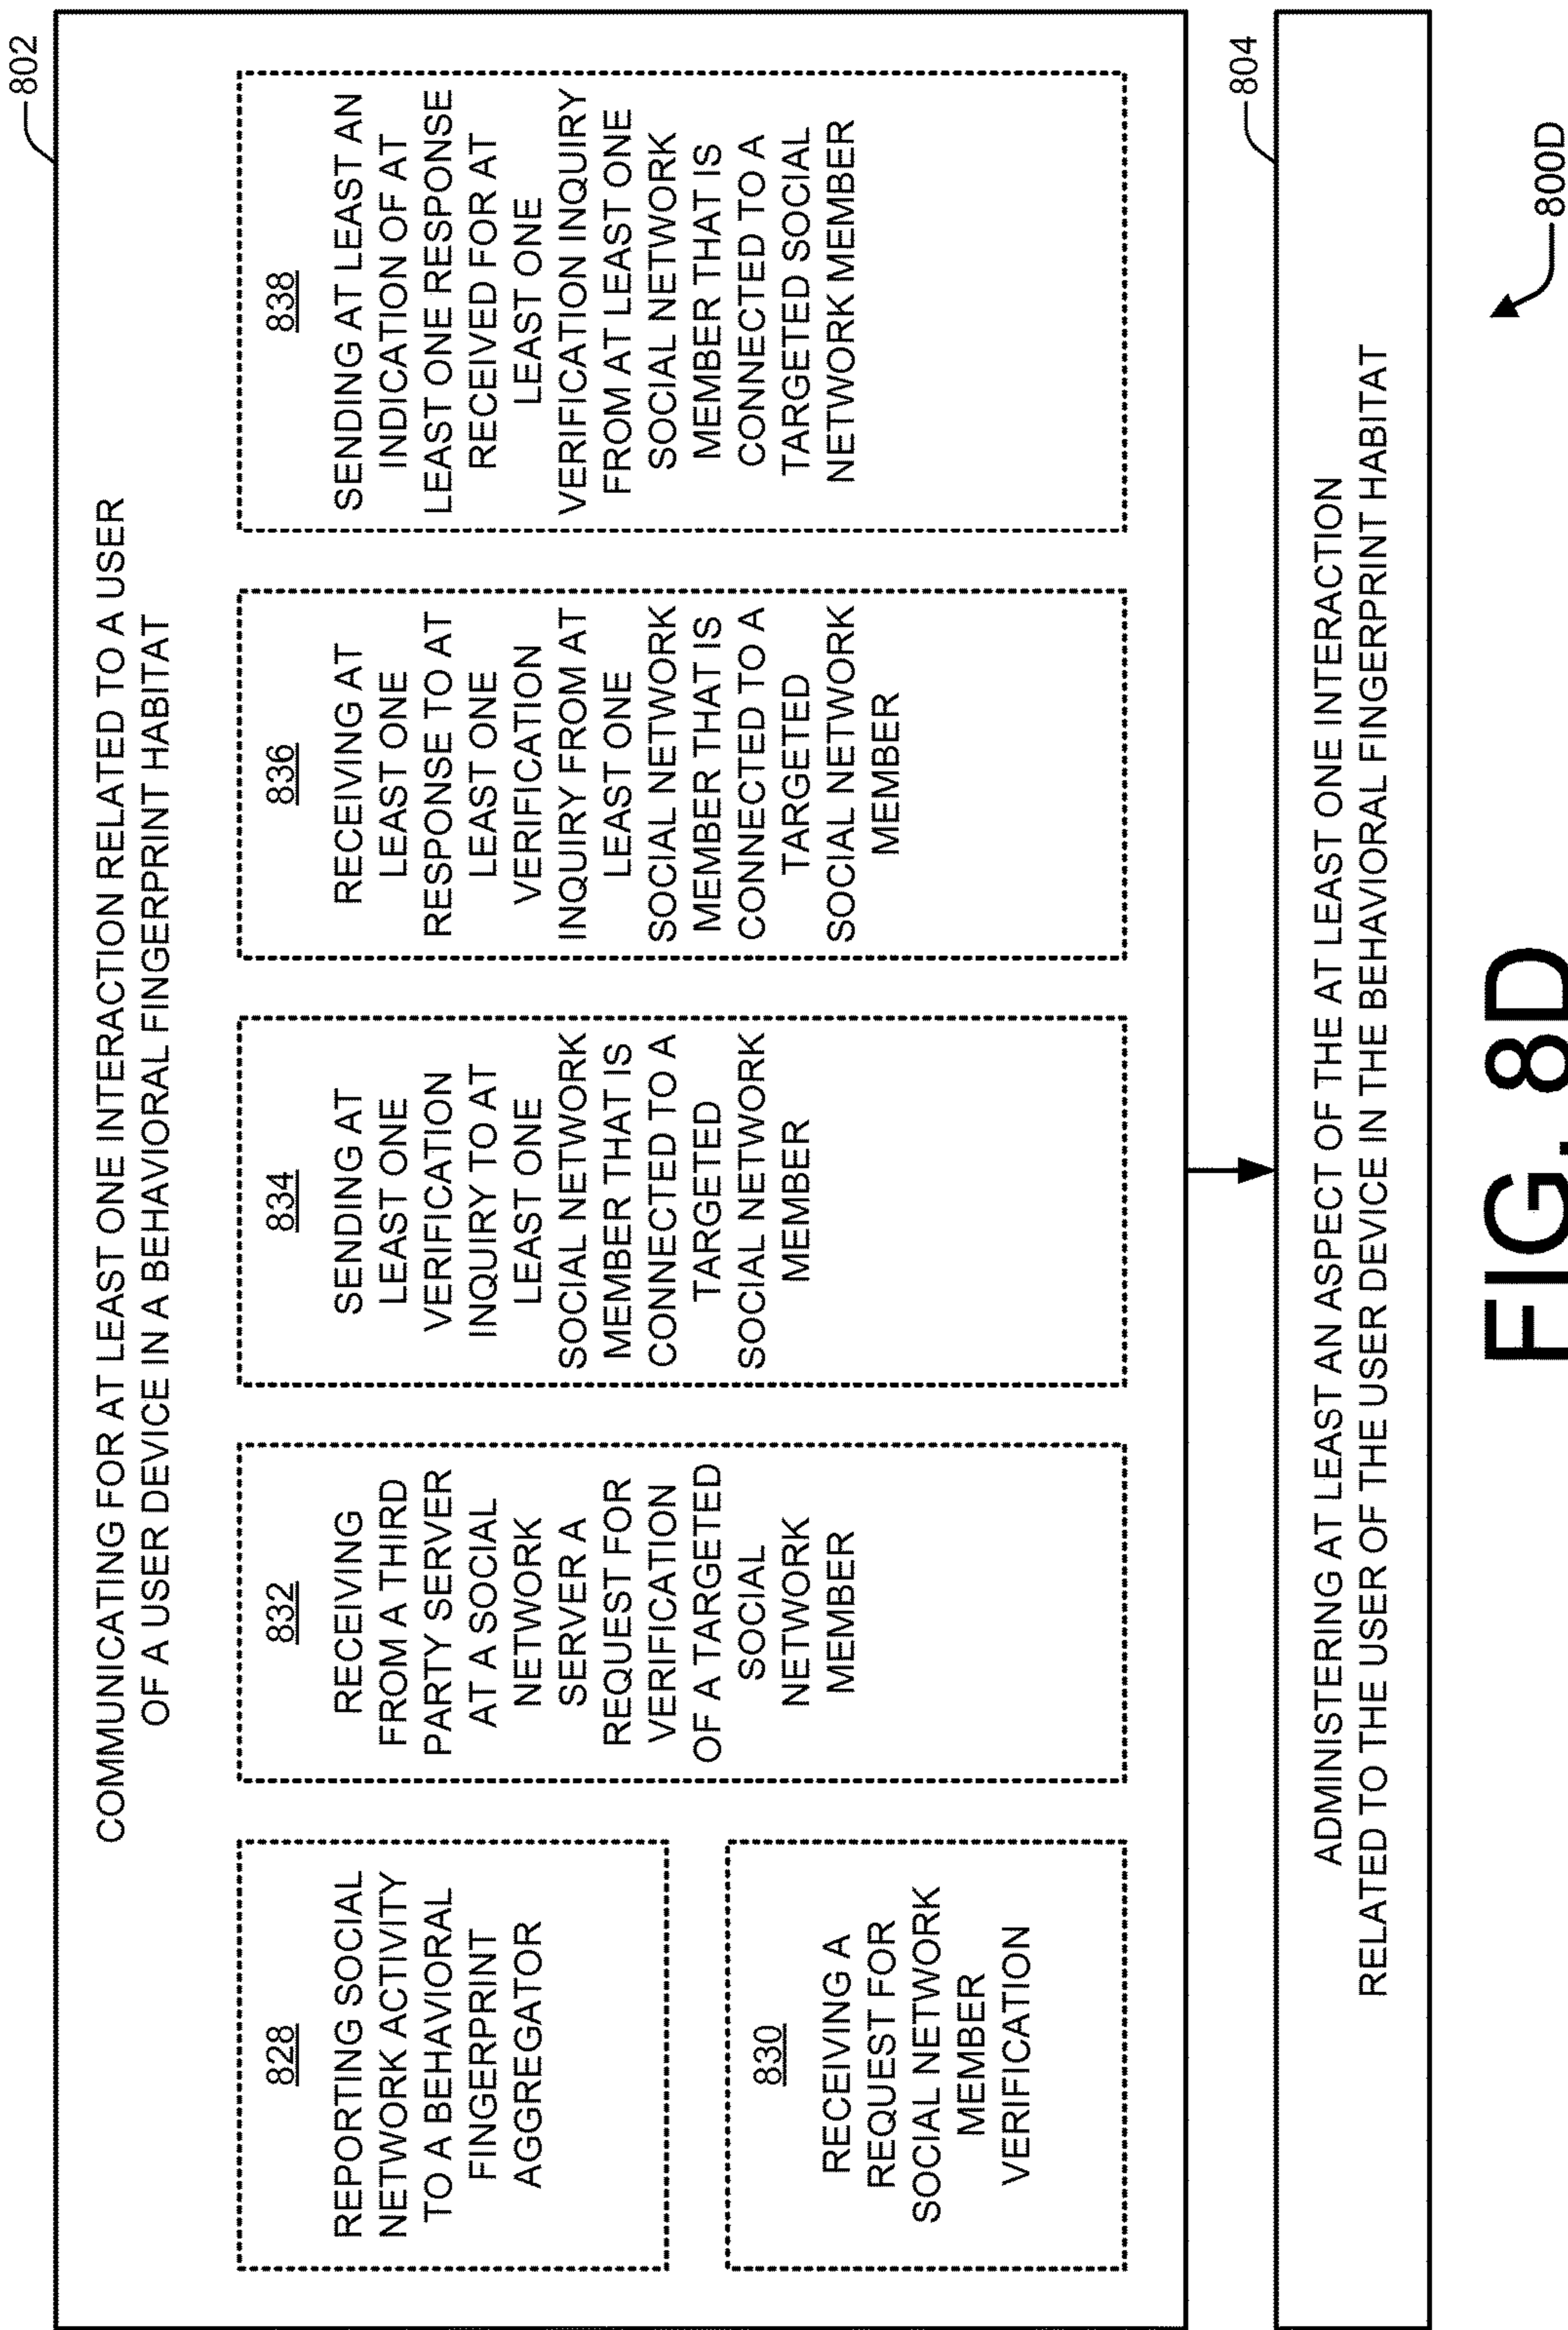 802
COMMUNICATING FOR AT LEAST ONE INTERACTION RELATED TO A USER
OF A USER DEVICE IN A BEHAVIORAL FINGERPRINT HABITAT
828
REPORTING SOCIAL
NETWORK ACTIVITY
TO A BEHAVIORAL
FINGERPRINT
AGGREGATOR
830
RECEIVING A
REQUEST FOR
SOCIAL NETWORK
MEMBER
VERIFICATION
832
RECEIVING
FROM A THIRD
PARTY SERVER
AT A SOCIAL
NETWORK
SERVER A
REQUEST FOR
VERIFICATION
OF A TARGETED
SOCIAL
NETWORK
MEMBER
834
SENDING AT
LEAST ONE
VERIFICATION
INQUIRY TO AT
LEAST ONE
SOCIAL NETWORK
MEMBER THAT IS
CONNECTED TO A
TARGETED
SOCIAL NETWORK
MEMBER
836
RECEIVING AT
LEAST ONE
RESPONSE TO AT
LEAST ONE
VERIFICATION
INQUIRY FROM AT
LEAST ONE
SOCIAL NETWORK
MEMBER THAT IS
CONNECTED TO A
TARGETED
SOCIAL NETWORK
MEMBER
838
SENDING AT LEAST AN
INDICATION OF AT
LEAST ONE RESPONSE
RECEIVED FOR AT
LEAST ONE
VERIFICATION INQUIRY
FROM AT LEAST ONE
SOCIAL NETWORK
MEMBER THAT IS
CONNECTED TO A
TARGETED SOCIAL
NETWORK MEMBER
804
ADMINISTERING AT LEAST AN ASPECT OF THE AT LEAST ONE INTERACTION
RELATED TO THE USER OF THE USER DEVICE IN THE BEHAVIORAL FINGERPRINT HABITAT
800D
FIG. 8D